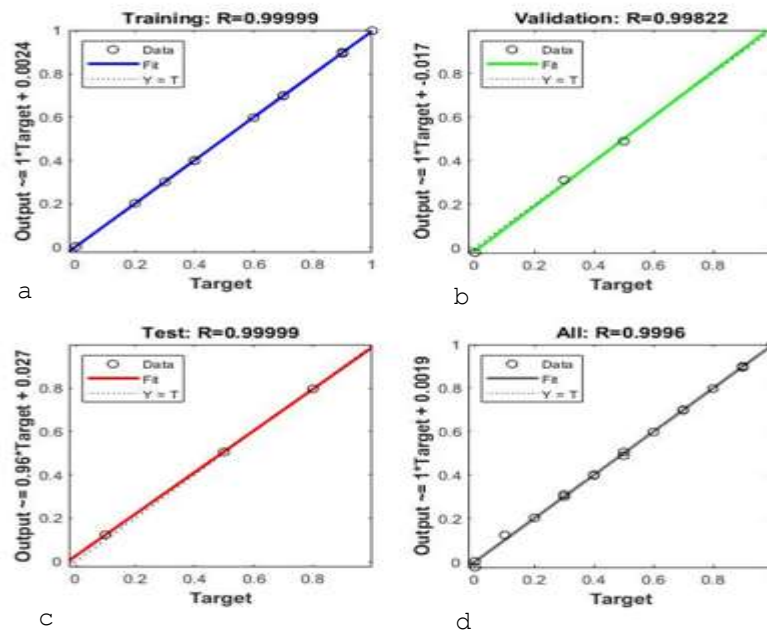 Training: R=0.99999
Output ~= 1*Target + 0.0024
1
0.8
0.6
0.4
0.2
0
Data
Fit
Y = T
0 0.2 0.4 0.6 0.8 1
Target
a
Validation: R=0.99822
Output ~= 1*Target + -0.017
0.8
0.6
0.4
0.2
0
Data
Fit
Y = T
0 0.2 0.4 0.6 0.8
Target
b
Test: R=0.99999
Output ~= 0.96*Target + 0.027
0.8
0.6
0.4
0.2
0
Data
Fit
Y = T
0 0.2 0.4 0.6 0.8
Target
c
All: R=0.9996
Output ~= 1*Target + 0.0019
1
0.8
0.6
0.4
0.2
0
Data
Fit
Y = T
0 0.2 0.4 0.6 0.8
Target
d